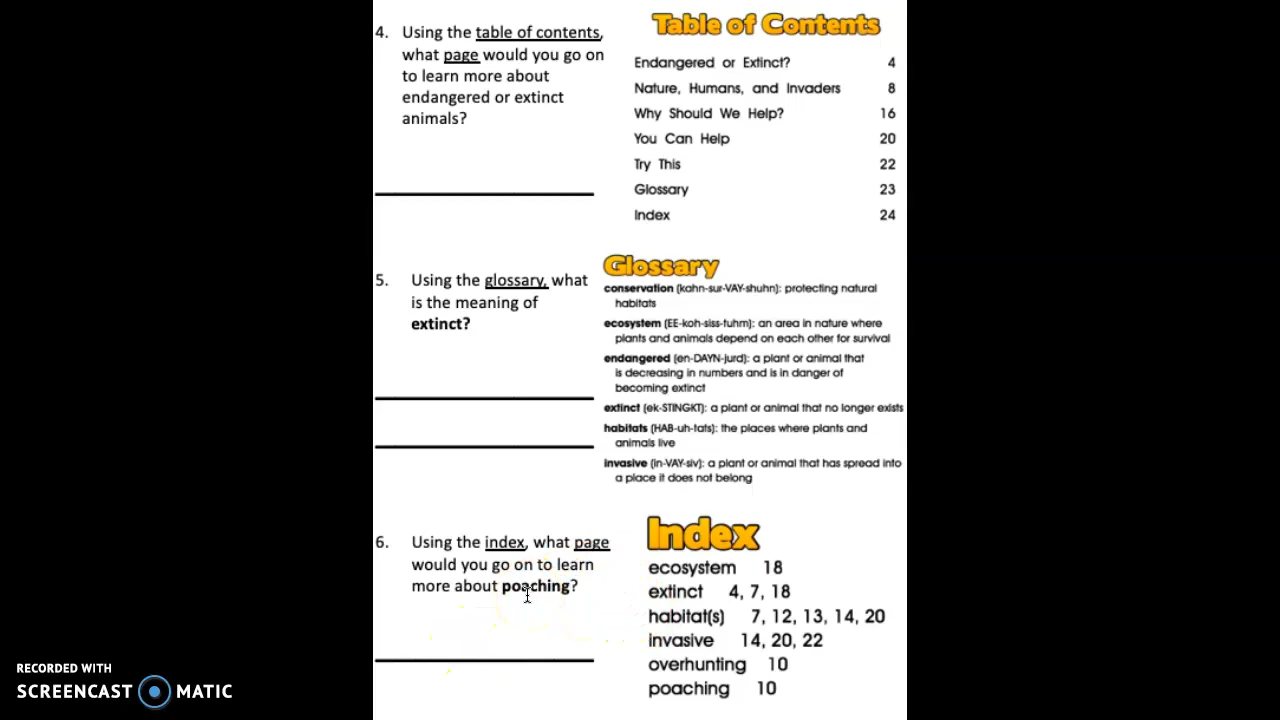 4. Using the table of contents,
what page would you go on
to learn more about
endangered or extinct
animals?
Table of Contents
Endangered or Extinct? 4
Nature, Humans, and Invaders 8
Why Should We Help? 16
You Can Help 20
Try This 22
Glossary 23
Index 24
5. Using the glossary, what
is the meaning of
extinct?
Glossary
conservation (kahn-sur-VAY-shuhn): protecting natural
habitats
ecosystem (EE-koh-siss-tuhm): an area in nature where
plants and animals depend on each other for survival
endangered (en-DAYN-jurd): a plant or animal that
is decreasing in numbers and is in danger of
becoming extinct
extinct (ek-STINGKT): a plant or animal that no longer exists
habitats (HAB-uh-tats): the places where plants and
animals live
invasive (in-VAY-siv): a plant or animal that has spread into
a place it does not belong
6. Using the index, what page
would you go on to learn
more about poaching?
Index
ecosystem 18
extinct 4, 7, 18
habitat(s) 7, 12, 13, 14, 20
invasive 14, 20, 22
overhunting 10
poaching 10
RECORDED WITH
SCREENCAST MATIC